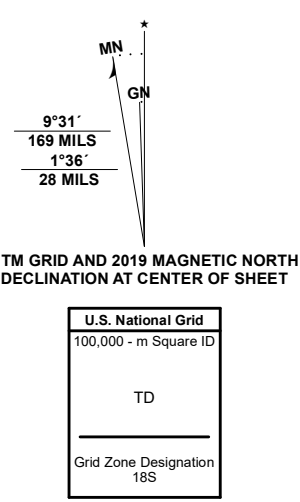 MN
GN
9°31´
169 MILS
1°36´
28 MILS
TM GRID AND 2019 MAGNETIC NORTH
DECLINATION AT CENTER OF SHEET
U.S. National Grid
100,000 - m Square ID
TD
Grid Zone Designation
18S